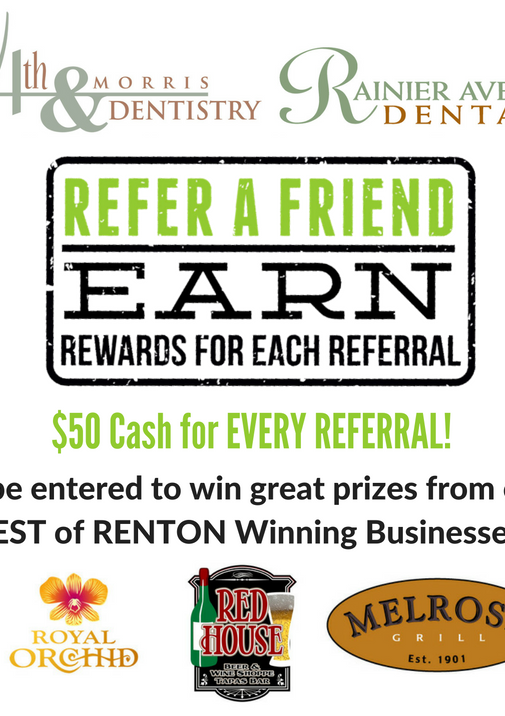 4th & MORRIS DENTISTRY
RAINIER AVE
DENTA
REFER A FRIEND
EARN
REWARDS FOR EACH REFERRAL
$50 Cash for EVERY REFERRAL!
be entered to win great prizes from
EST of RENTON Winning Businesse
ROYAL
ORCHID
RED
HOUSE
BEER &
WINE SHOPPE
TAPAS BAR
MELROS
GRILL
Est. 1901